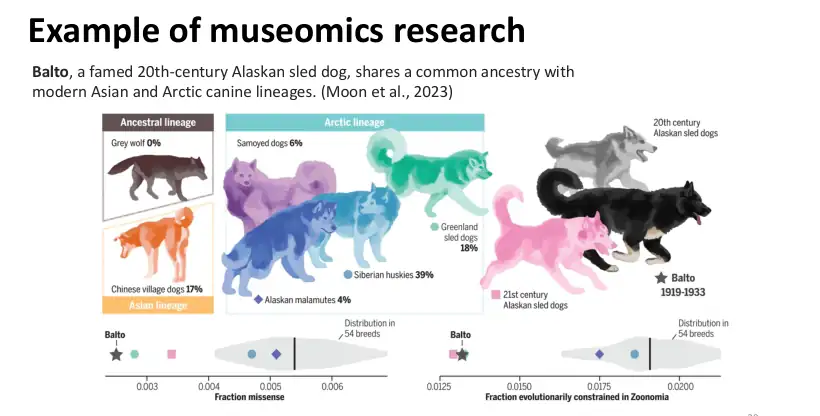 Example of museomics research
Balto, a famed 20th-century Alaskan sled dog, shares a common ancestry with
modern Asian and Arctic canine lineages. (Moon et al., 2023)
Ancestral lineage
Grey wolf 0%
Arctic lineage
Samoyed dogs 6%
20th century
Alaskan sled dogs
Greenland
sled dogs
18%
Siberian huskies 39%
Alaskan malamutes 4%
Chinese village dogs 17%
Asian lineage
21st century
Alaskan sled dogs
Balto
1919-1933
Balto
Distribution in
54 breeds
0.003 0.004 0.005 0.006
Fraction missense
Balto
Distribution in
54 breeds
0.0125 0.0150 0.0175 0.0200
Fraction evolutionarily constrained in Zoonomia